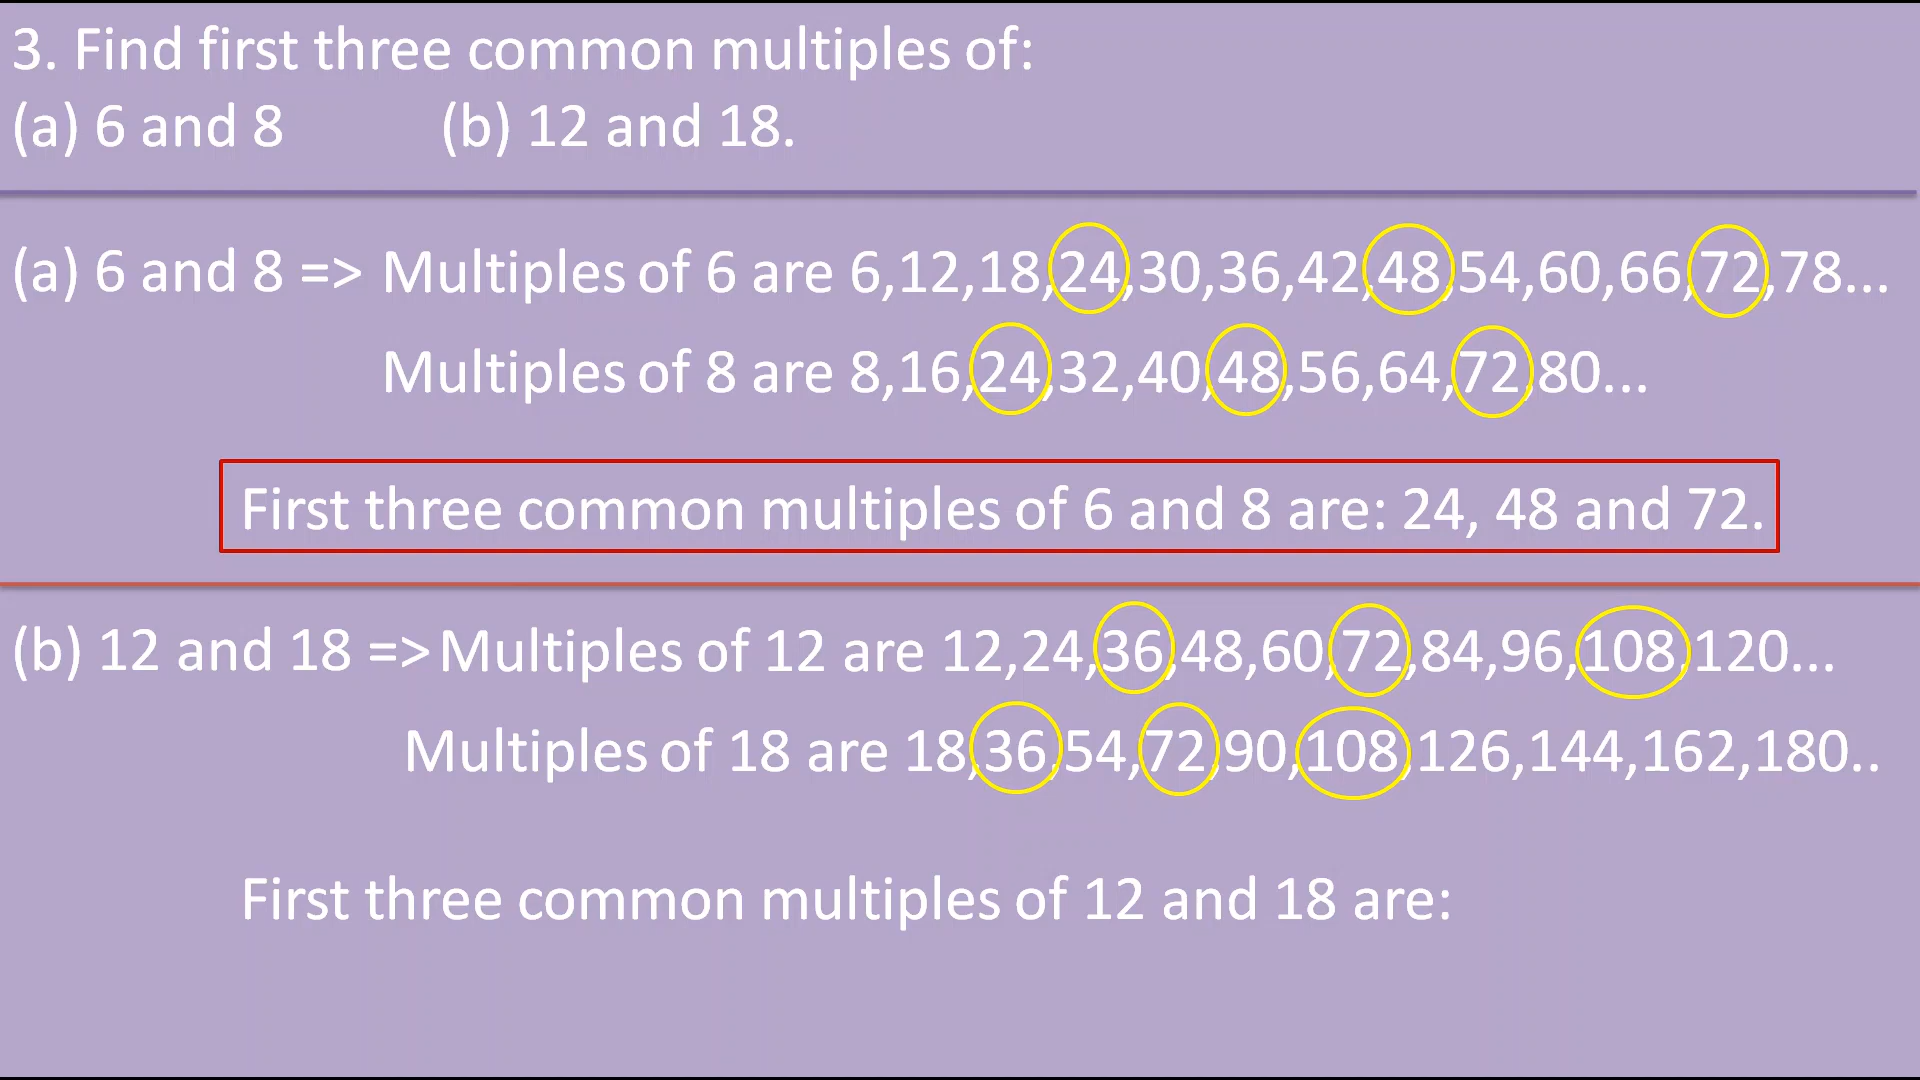 3. Find first three common multiples of:
(a) 6 and 8 (b) 12 and 18.
(a) 6 and 8 => Multiples of 6 are 6,12,18,24,30,36,42,48,54,60,66,72,78...
Multiples of 8 are 8,16,24,32,40,48,56,64,72,80...
First three common multiples of 6 and 8 are: 24, 48 and 72.
(b) 12 and 18 => Multiples of 12 are 12,24,36,48,60,72,84,96,108,120...
Multiples of 18 are 18,36,54,72,90,108,126,144,162,180..
First three common multiples of 12 and 18 are: